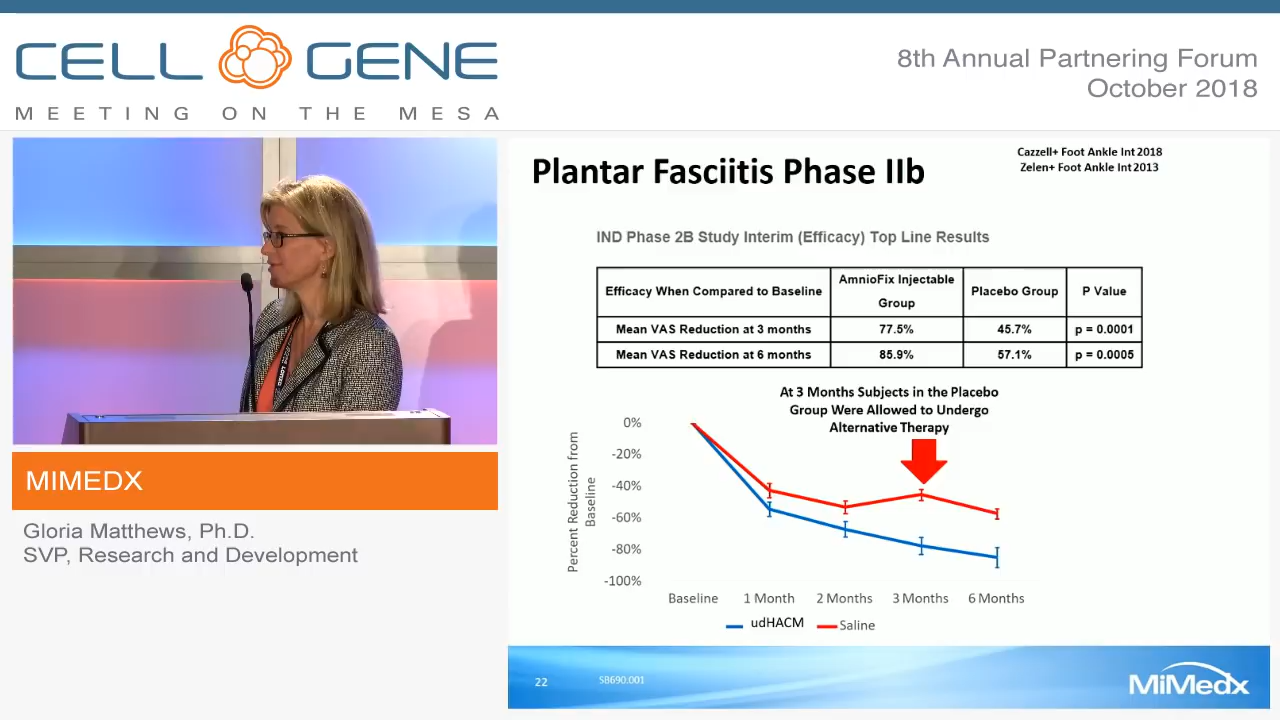 CELL GENE
MEETING ON THE MESA
8th Annual Partnering Forum
October 2018
MIMEDX
Gloria Matthews, Ph.D.
SVP, Research and Development
Plantar Fasciitis Phase IIb
Cazzell+ Foot Ankle Int 2018
Zelen+ Foot Ankle Int 2013
IND Phase 2B Study Interim (Efficacy) Top Line Results
Efficacy When Compared to Baseline
AmnioFix Injectable
Group
Placebo Group
P Value
Mean VAS Reduction at 3 months
77.5%
45.7%
p = 0.0001
Mean VAS Reduction at 6 months
85.9%
57.1%
p = 0.0005
At 3 Months Subjects in the Placebo
Group Were Allowed to Undergo
Alternative Therapy
Percent Reduction from
Baseline
0%
-20%
-40%
-60%
-80%
-100%
Baseline
1 Month
2 Months
3 Months
6 Months
udHACM
Saline
22
SB690.001
MiMedx